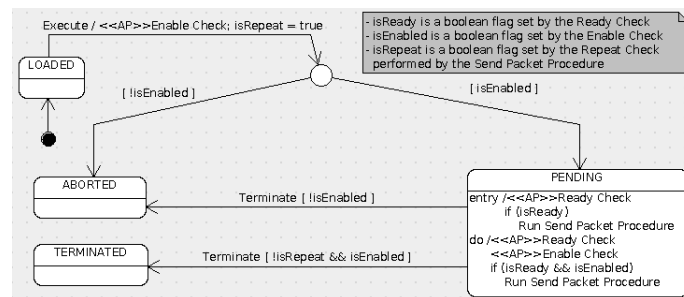 Execute / <<AP>>Enable Check; isRepeat = true
- isReady is a boolean flag set by the Ready Check
- isEnabled is a boolean flag set by the Enable Check
- isRepeat is a boolean flag set by the Repeat Check
performed by the Send Packet Procedure
LOADED
[ !isEnabled ]
[ isEnabled ]
ABORTED
Terminate [ !isEnabled ]
PENDING
entry /<<AP>>Ready Check
if (isReady)
Run Send Packet Procedure
do /<<AP>>Ready Check
<<AP>>Enable Check
if (isReady && isEnabled)
Run Send Packet Procedure
TERMINATED
Terminate [ !isRepeat && isEnabled ]